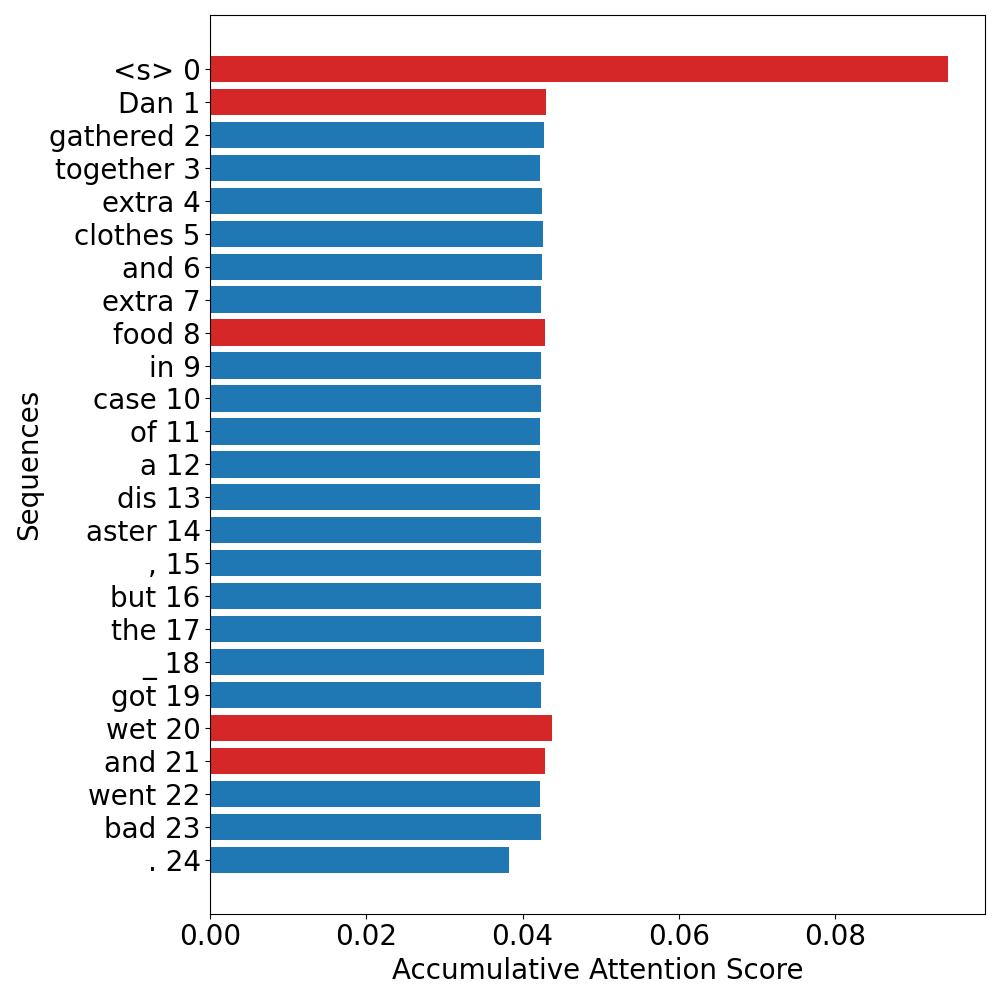 <s> 0
Dan 1
gathered 2
together 3
extra 4
clothes 5
and 6
extra 7
food 8
in 9
case 10
of 11
a 12
dis 13
aster 14
, 15
but 16
the 17
_ 18
got 19
wet 20
and 21
went 22
bad 23
. 24
Sequences
0.00 0.02 0.04 0.06 0.08
Accumulative Attention Score